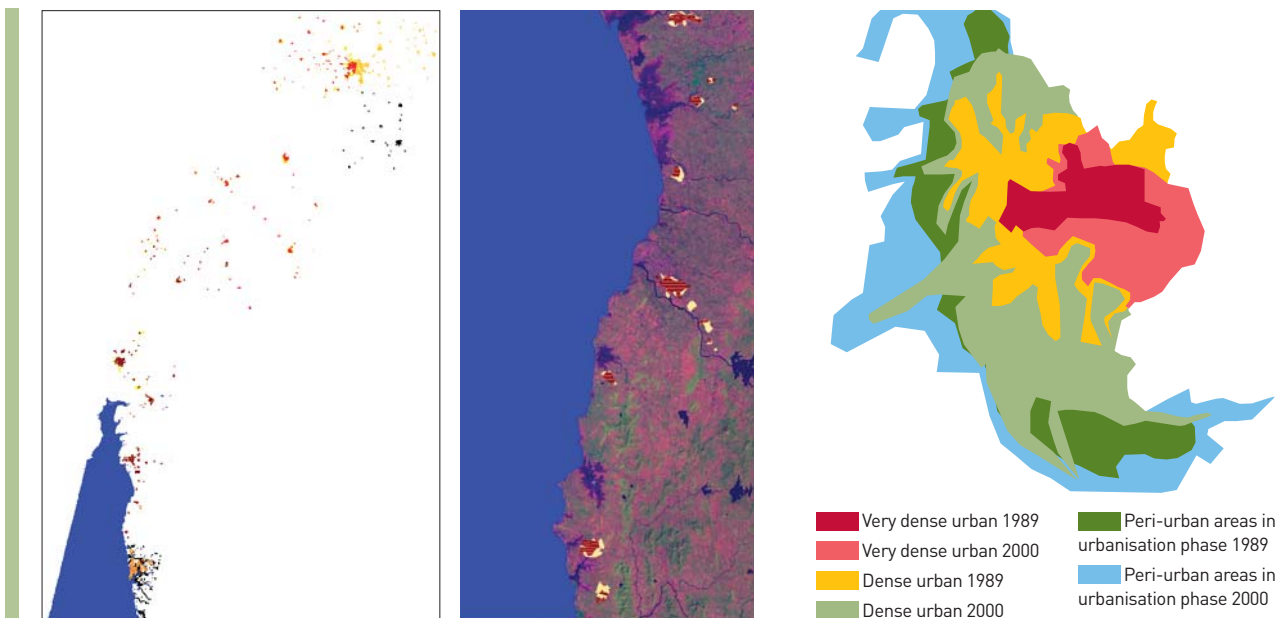 Very dense urban 1989
Very dense urban 2000
Dense urban 1989
Dense urban 2000
Peri-urban areas in
urbanisation phase 1989
Peri-urban areas in
urbanisation phase 2000